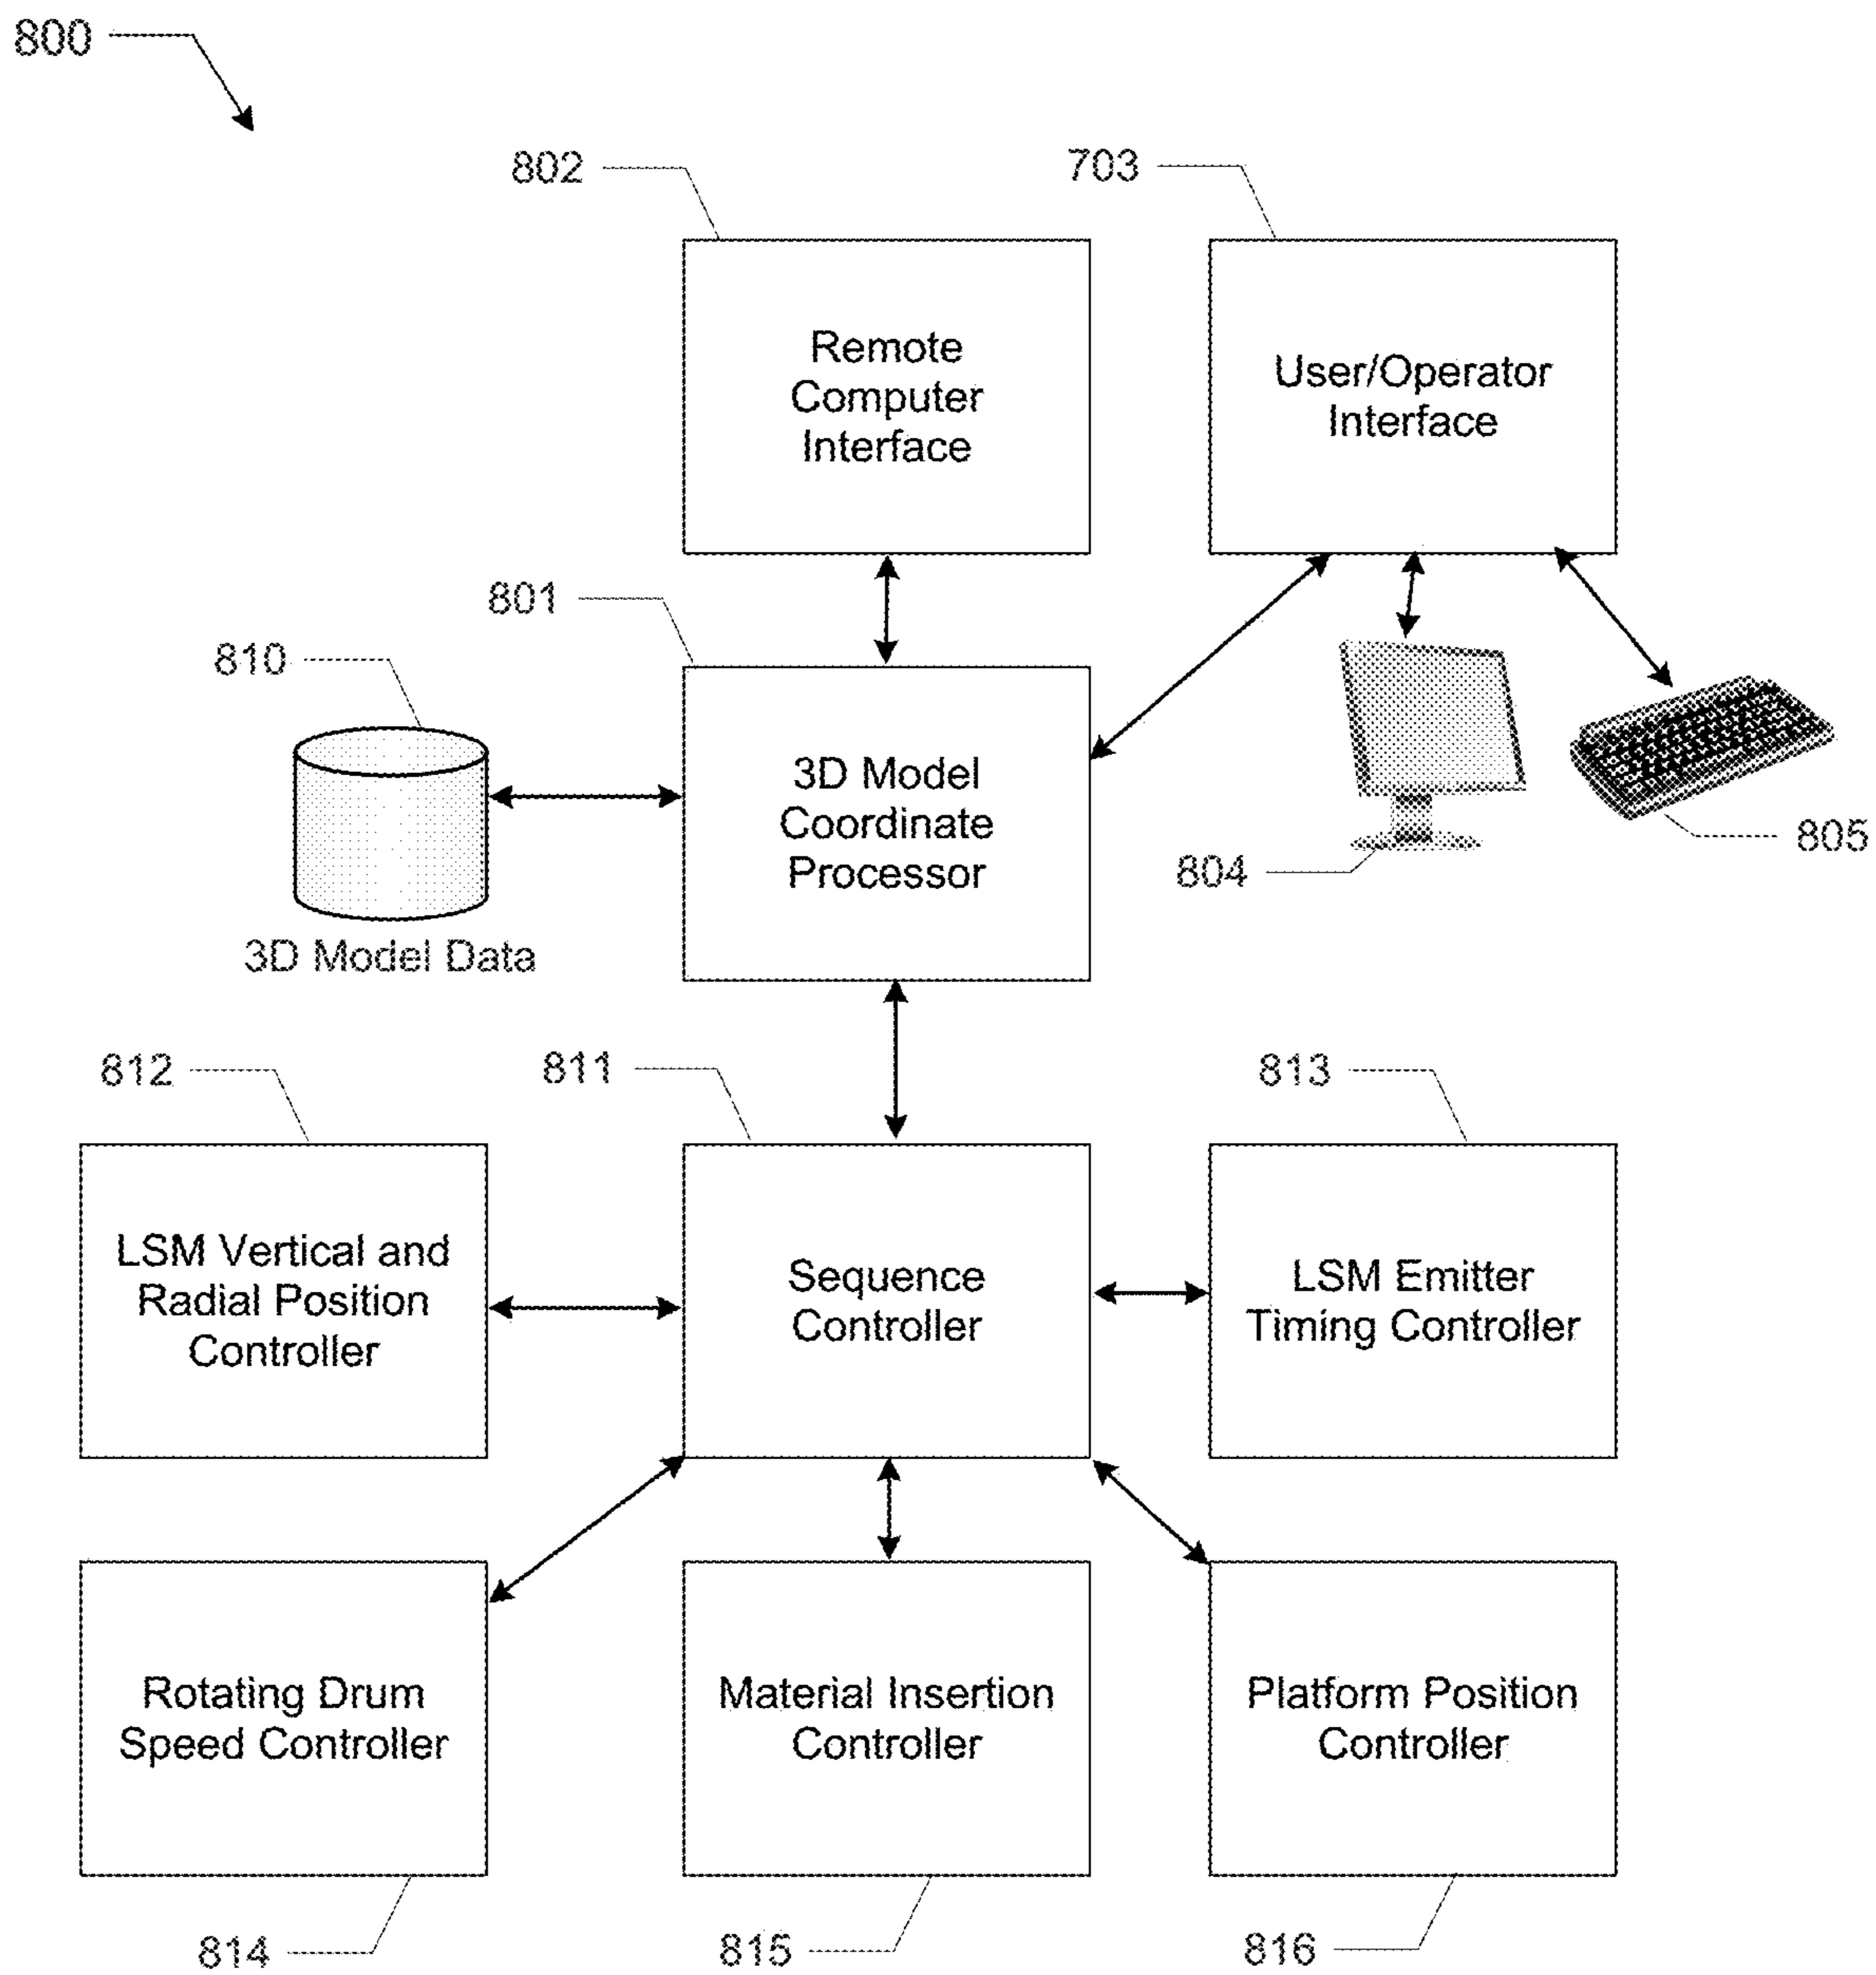 800
802
703
Remote
Computer
Interface
User/Operator
Interface
801
810
3D Model
Coordinate
Processor
804
805
3D Model Data
812
811
813
LSM Vertical and
Radial Position
Controller
Sequence
Controller
LSM Emitter
Timing Controller
Rotating Drum
Speed Controller
Material Insertion
Controller
Platform Position
Controller
814
815
816